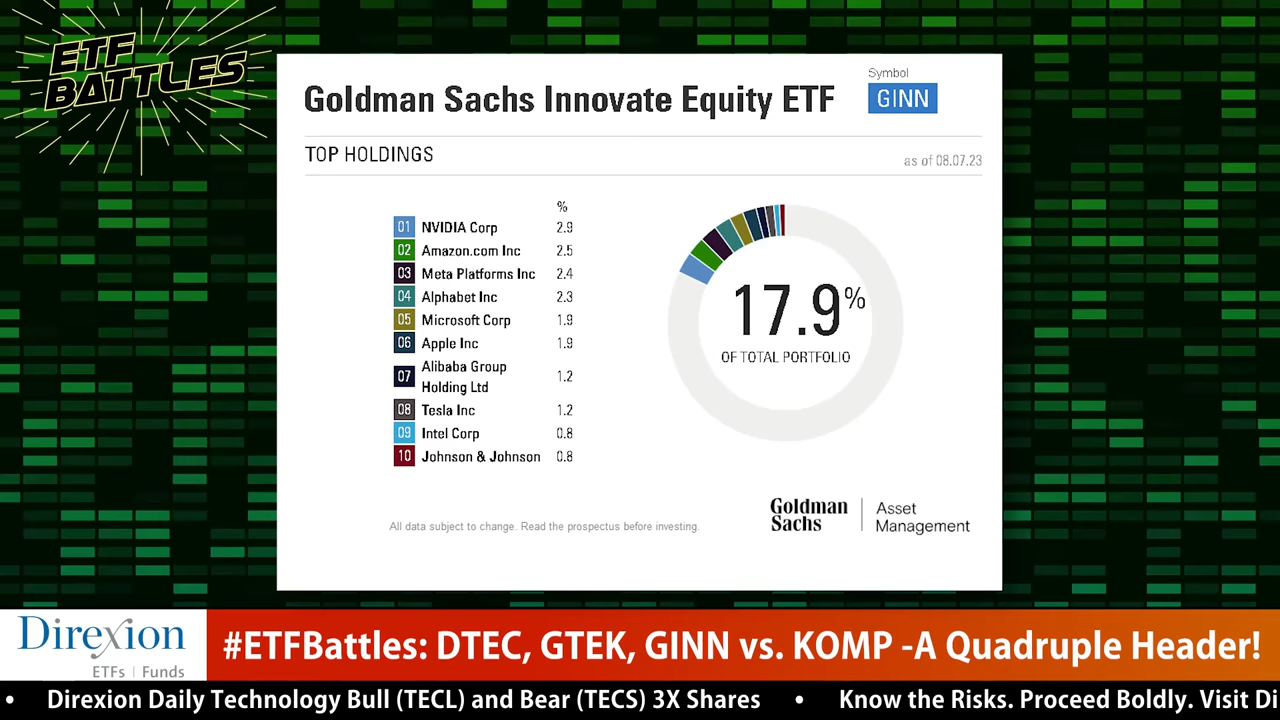 ETF
BATTLES
Goldman Sachs Innovate Equity ETF
Symbol
GINN
TOP HOLDINGS
as of 08.07.23
%
01 NVIDIA Corp 2.9
02 Amazon.com Inc 2.5
03 Meta Platforms Inc 2.4
04 Alphabet Inc 2.3
05 Microsoft Corp 1.9
06 Apple Inc 1.9
07 Alibaba Group
Holding Ltd 1.2
08 Tesla Inc 1.2
09 Intel Corp 0.8
10 Johnson & Johnson 0.8
17.9%
OF TOTAL PORTFOLIO
All data subject to change. Read the prospectus before investing.
Goldman
Sachs
Asset
Management
Direxion
ETFs | Funds
#ETFBattles: DTEC, GTEK, GINN vs. KOMP -A Quadruple Header!
• Direxion Daily Technology Bull (TECL) and Bear (TECS) 3X Shares • Know the Risks. Proceed Boldly. Visit Di